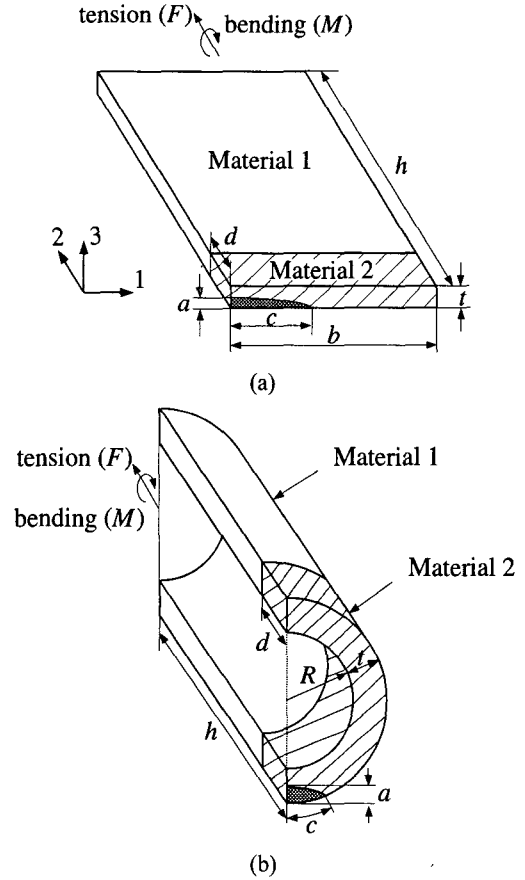 tension (F)
bending (M)
Material 1
h
2
3
1
d
Material 2
a
c
t
b
(a)
tension (F)
bending (M)
Material 1
Material 2
d
R
t
h
a
c
(b)